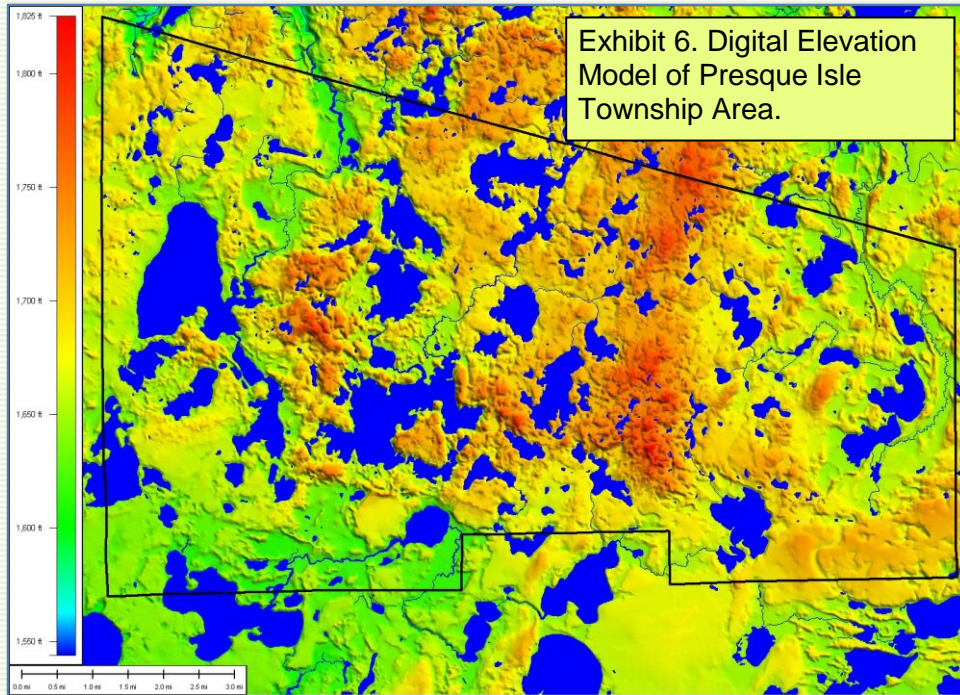 Exhibit 6. Digital Elevation
Model of Presque Isle
Township Area.
1,825 ft
1,800 ft
1,750 ft
1,700 ft
1,650 ft
1,600 ft
1,550 ft
0.0 mi 0.5 mi 1.0 mi 1.5 mi 2.0 mi 2.5 mi 3.0 mi